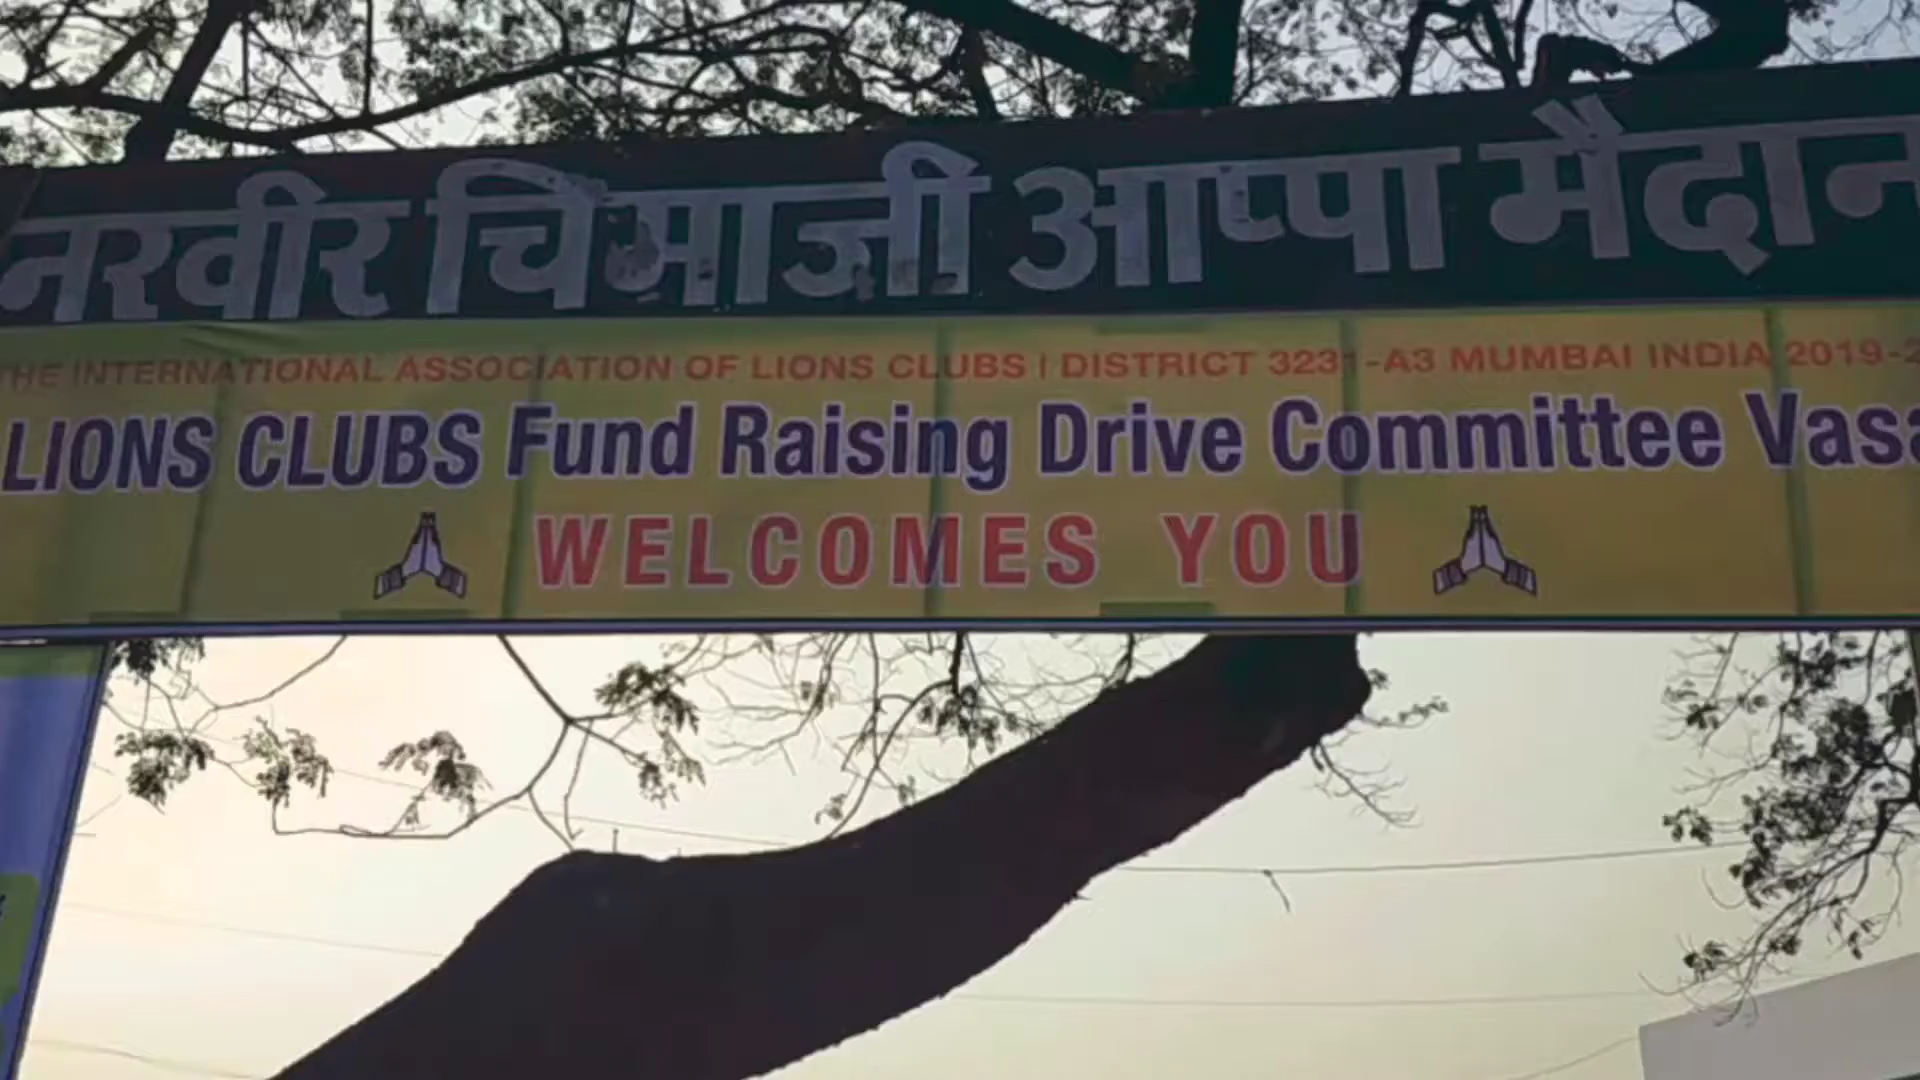 नरवीर चिमाजी आप्पा मैदान
THE INTERNATIONAL ASSOCIATION OF LIONS CLUBS | DISTRICT 3231-A3 MUMBAI INDIA 2019-2
LIONS CLUBS Fund Raising Drive Committee Vasa
WELCOMES YOU